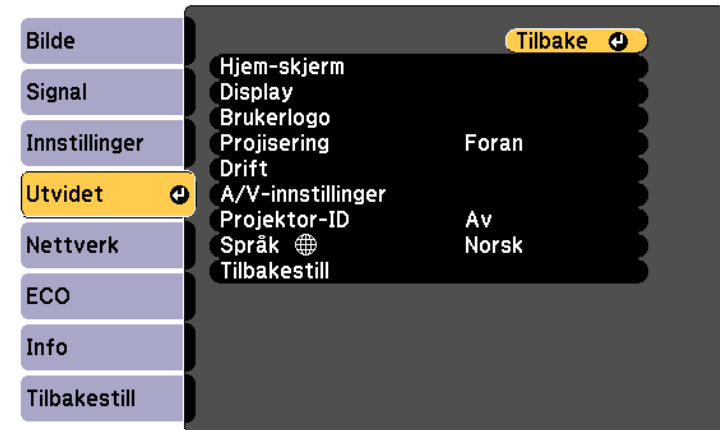 Bilde
Signal
Innstillinger
Utvidet
Nettverk
ECO
Info
Tilbakestill
Tilbake
Hjem-skjerm
Display
Brukerlogo
Projisering Foran
Drift
A/V-innstillinger
Projektor-ID Av
Språk Norsk
Tilbakestill